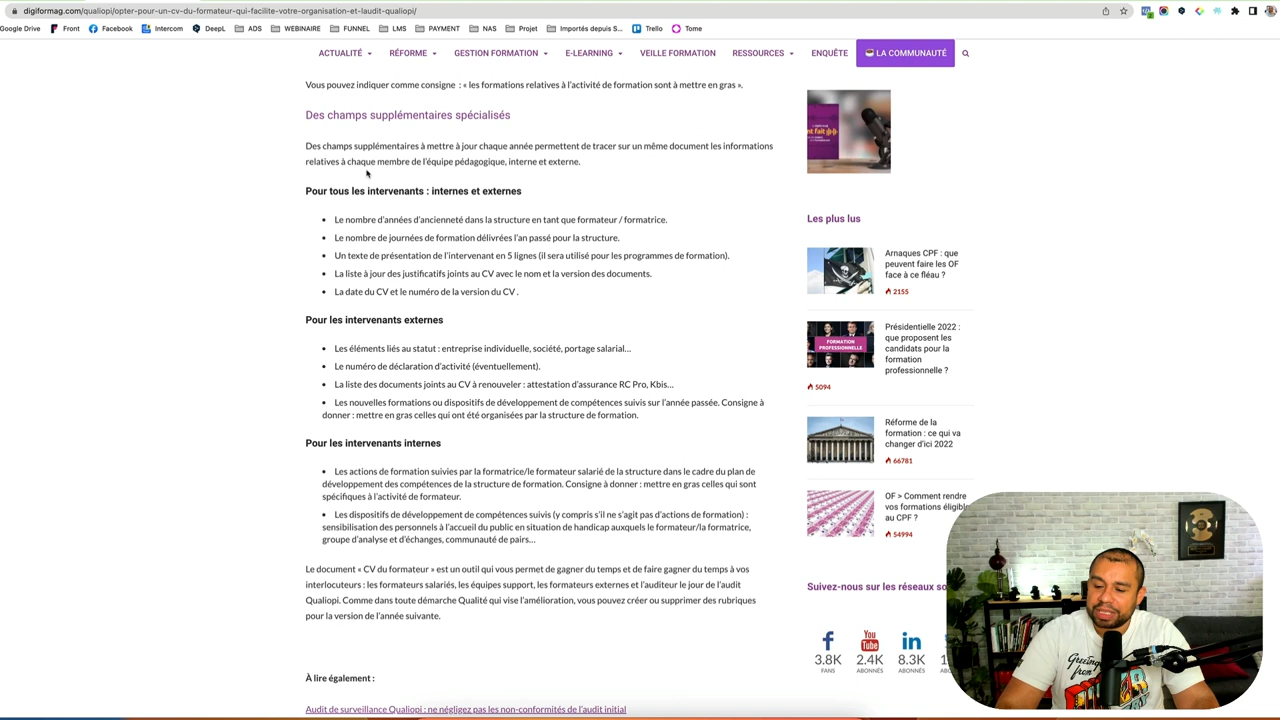 digiformag.com/qualiopi/opter-pour-un-cv-du-formateur-qui-facilite-votre-organisation-et-laudit-qualiopi/
Google Drive Front Facebook Intercom DeepL ADS WEBINAIRE FUNNEL LMS PAYMENT NAS Projet Importés depuis S... Trello Tome
ACTUALITÉ RÉFORME GESTION FORMATION E-LEARNING VEILLE FORMATION RESSOURCES ENQUÊTE LA COMMUNAUTÉ
Vous pouvez indiquer comme consigne : « les formations relatives à l'activité de formation sont à mettre en gras ».
Des champs supplémentaires spécialisés
Des champs supplémentaires à mettre à jour chaque année permettent de tracer sur un même document les informations
relatives à chaque membre de l'équipe pédagogique, interne et externe.
Pour tous les intervenants : internes et externes
• Le nombre d'années d'ancienneté dans la structure en tant que formateur / formatrice.
• Le nombre de journées de formation délivrées l'an passé pour la structure.
• Un texte de présentation de l'intervenant en 5 lignes (il sera utilisé pour les programmes de formation).
• La liste à jour des justificatifs joints au CV avec le nom et la version des documents.
• La date du CV et le numéro de la version du CV .
Pour les intervenants externes
• Les éléments liés au statut : entreprise individuelle, société, portage salarial...
• Le numéro de déclaration d'activité (éventuellement).
• La liste des documents joints au CV à renouveler : attestation d'assurance RC Pro, Kbis...
• Les nouvelles formations ou dispositifs de développement de compétences suivis sur l'année passée. Consigne à
donner : mettre en gras celles qui ont été organisées par la structure de formation.
Pour les intervenants internes
• Les actions de formation suivies par la formatrice/le formateur salarié de la structure dans le cadre du plan de
développement des compétences de la structure de formation. Consigne à donner : mettre en gras celles qui sont
spécifiques à l'activité de formateur.
• Les dispositifs de développement de compétences suivis (y compris s'il ne s'agit pas d'actions de formation) :
sensibilisation des personnels à l'accueil du public en situation de handicap auxquels le formateur/la formatrice,
groupe d'analyse et d'échanges, communauté de pairs...
Le document « CV du formateur » est un outil qui vous permet de gagner du temps et de faire gagner du temps à vos
interlocuteurs : les formateurs salariés, les équipes support, les formateurs externes et l'auditeur le jour de l'audit
Qualiopi. Comme dans toute démarche Qualité qui vise l'amélioration, vous pouvez créer ou supprimer des rubriques
pour la version de l'année suivante.
À lire également :
Audit de surveillance Qualiopi : ne négligez pas les non-conformités de l'audit initial
nt fait
Les plus lus
Arnaques CPF : que
peuvent faire les OF
face à ce fléau ?
2155
FORMATION
PROFESSIONNELLE
Présidentielle 2022 :
que proposent les
candidats pour la
formation
professionnelle ?
5094
Réforme de la
formation : ce qui va
changer d'ici 2022
66781
OF > Comment rendre
vos formations éligible
au CPF ?
54994
Suivez-nous sur les réseaux so
You
Tube
3.8K 2.4K 8.3K 1
FANS ABONNÉS ABONNÉS A
Greetings
from